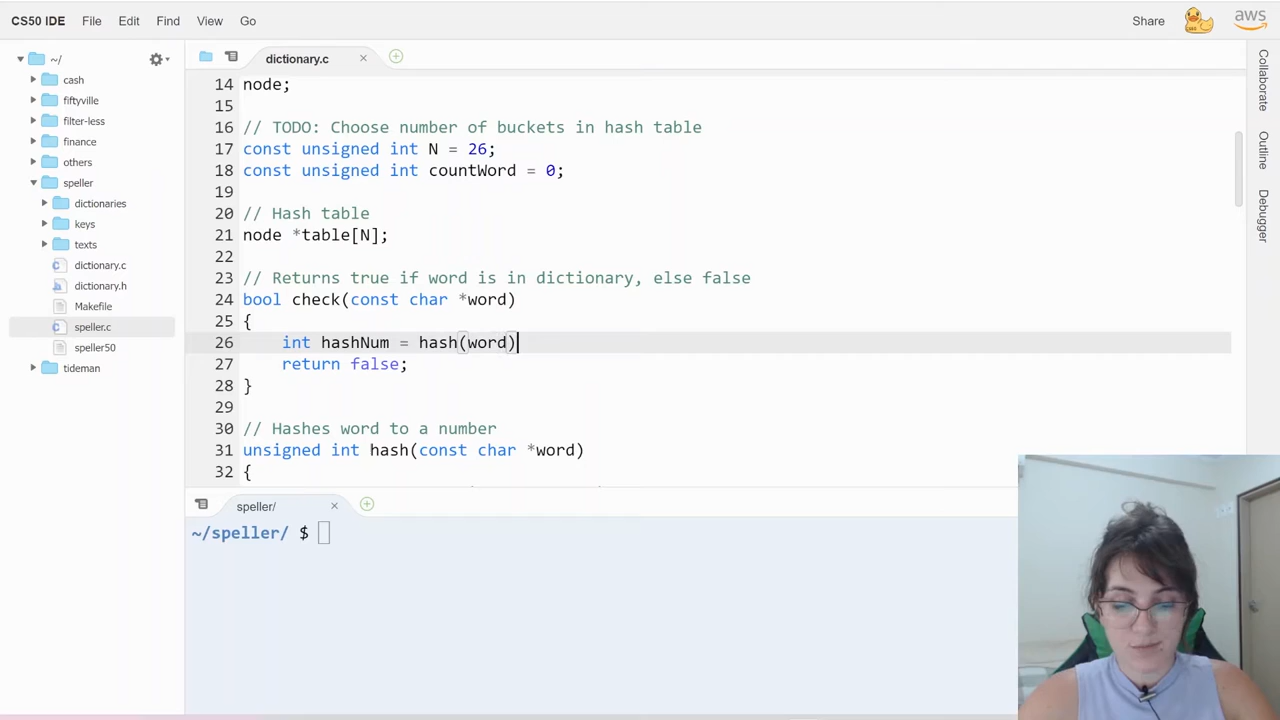 CS50 IDE File Edit Find View Go Share aws
~/
cash
fiftyville
filter-less
finance
others
speller
dictionaries
keys
texts
dictionary.c
dictionary.h
Makefile
speller.c
speller50
tideman
dictionary.c
14 node;
15
16 // TODO: Choose number of buckets in hash table
17 const unsigned int N = 26;
18 const unsigned int countWord = 0;
19
20 // Hash table
21 node *table[N];
22
23 // Returns true if word is in dictionary, else false
24 bool check(const char *word)
25 {
26 int hashNum = hash(word)
27 return false;
28 }
29
30 // Hashes word to a number
31 unsigned int hash(const char *word)
32 {
speller/
~/speller/ $
Collaborate
Outline
Debugger